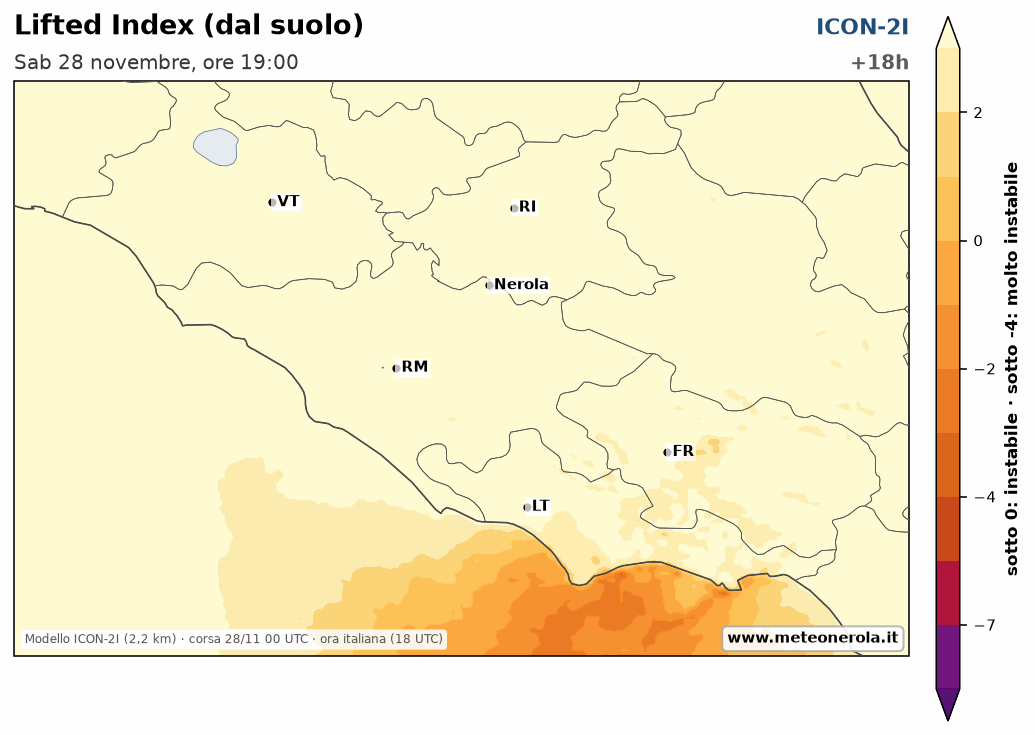 Lifted Index (dal suolo)
ICON-2I
Sab 28 novembre, ore 19:00
+18h
VT
RI
Nerola
RM
FR
LT
Modello ICON-2I (2,2 km) · corsa 28/11 00 UTC · ora italiana (18 UTC)
www.meteonerola.it
2
0
−2
−4
−7
sotto 0: instabile · sotto -4: molto instabile